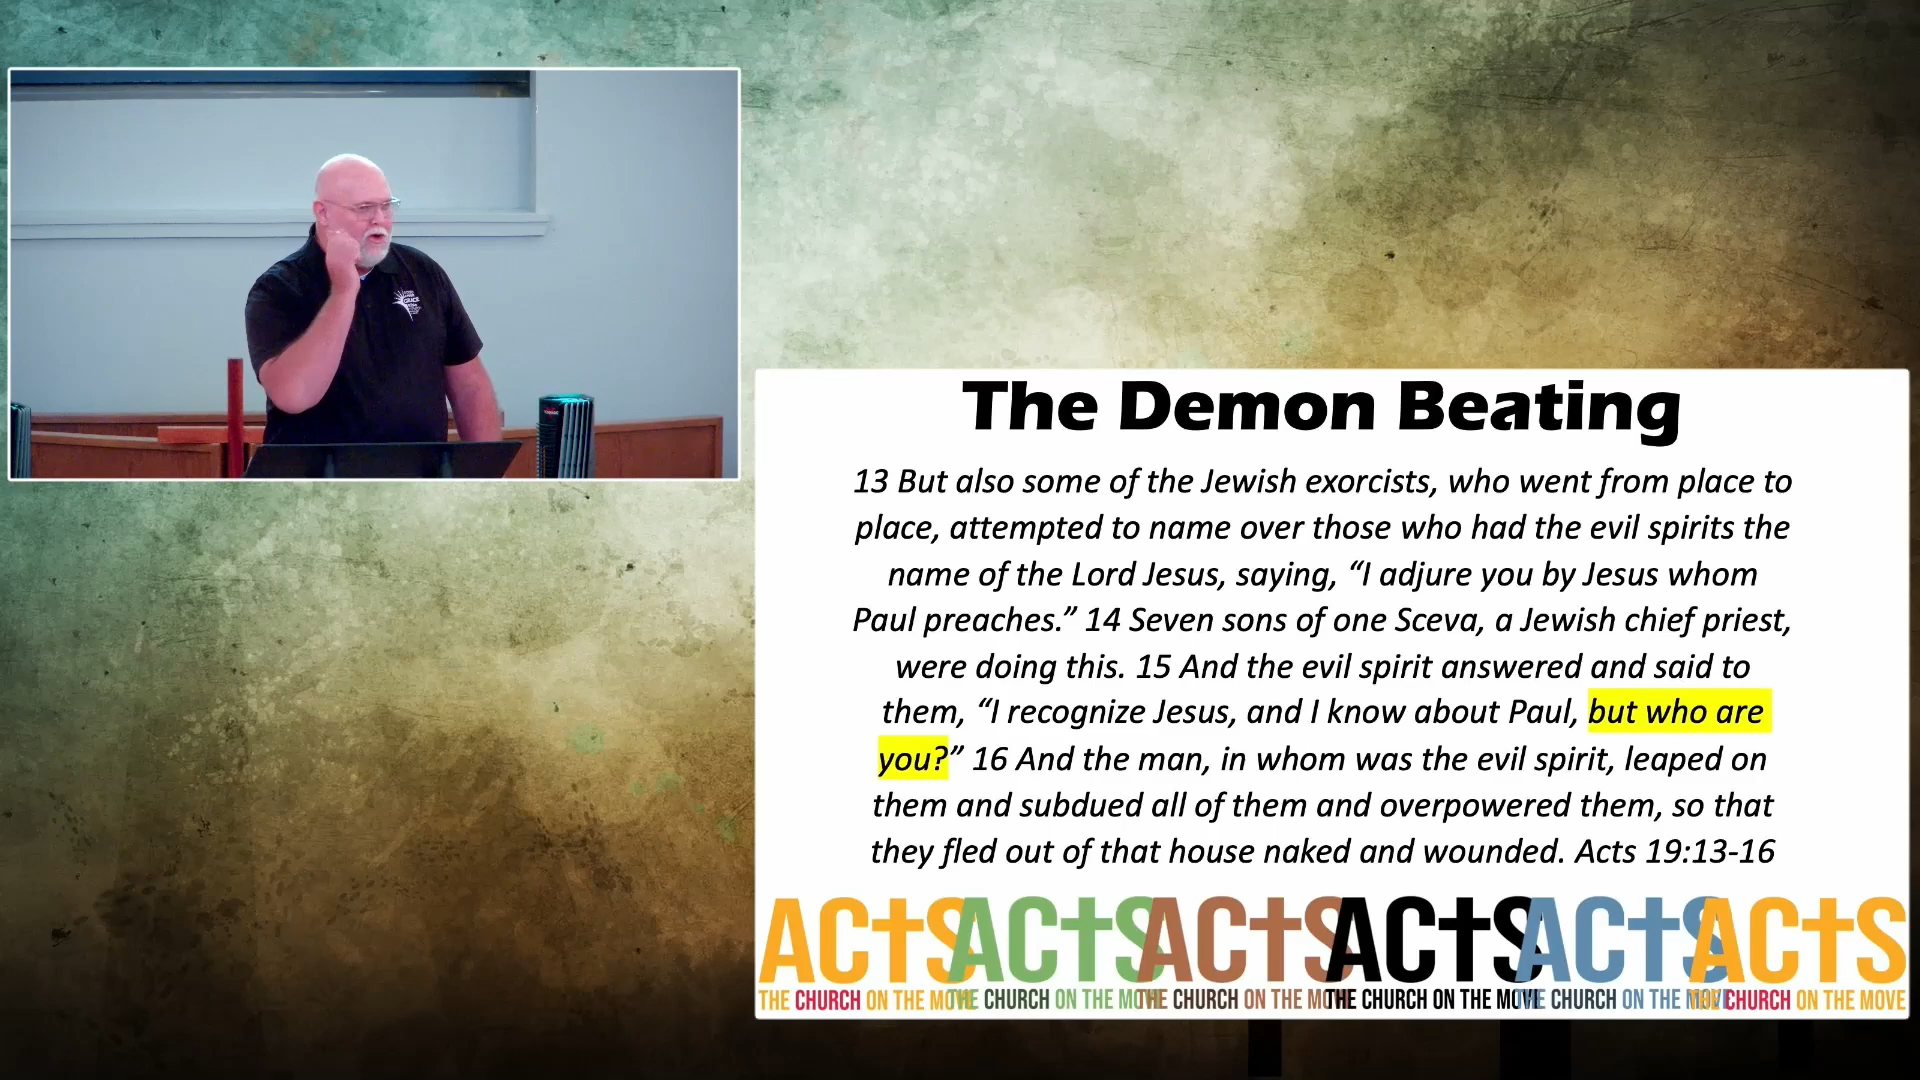 GRACE
The Demon Beating
13 But also some of the Jewish exorcists, who went from place to
place, attempted to name over those who had the evil spirits the
name of the Lord Jesus, saying, “I adjure you by Jesus whom
Paul preaches.” 14 Seven sons of one Sceva, a Jewish chief priest,
were doing this. 15 And the evil spirit answered and said to
them, “I recognize Jesus, and I know about Paul, but who are
you?” 16 And the man, in whom was the evil spirit, leaped on
them and subdued all of them and overpowered them, so that
they fled out of that house naked and wounded. Acts 19:13-16
ACTS ACTS ACTS ACTS ACTS ACTS
THE CHURCH ON THE MOVE THE CHURCH ON THE MOVE THE CHURCH ON THE MOVE THE CHURCH ON THE MOVE THE CHURCH ON THE MOVE THE CHURCH ON THE MOVE